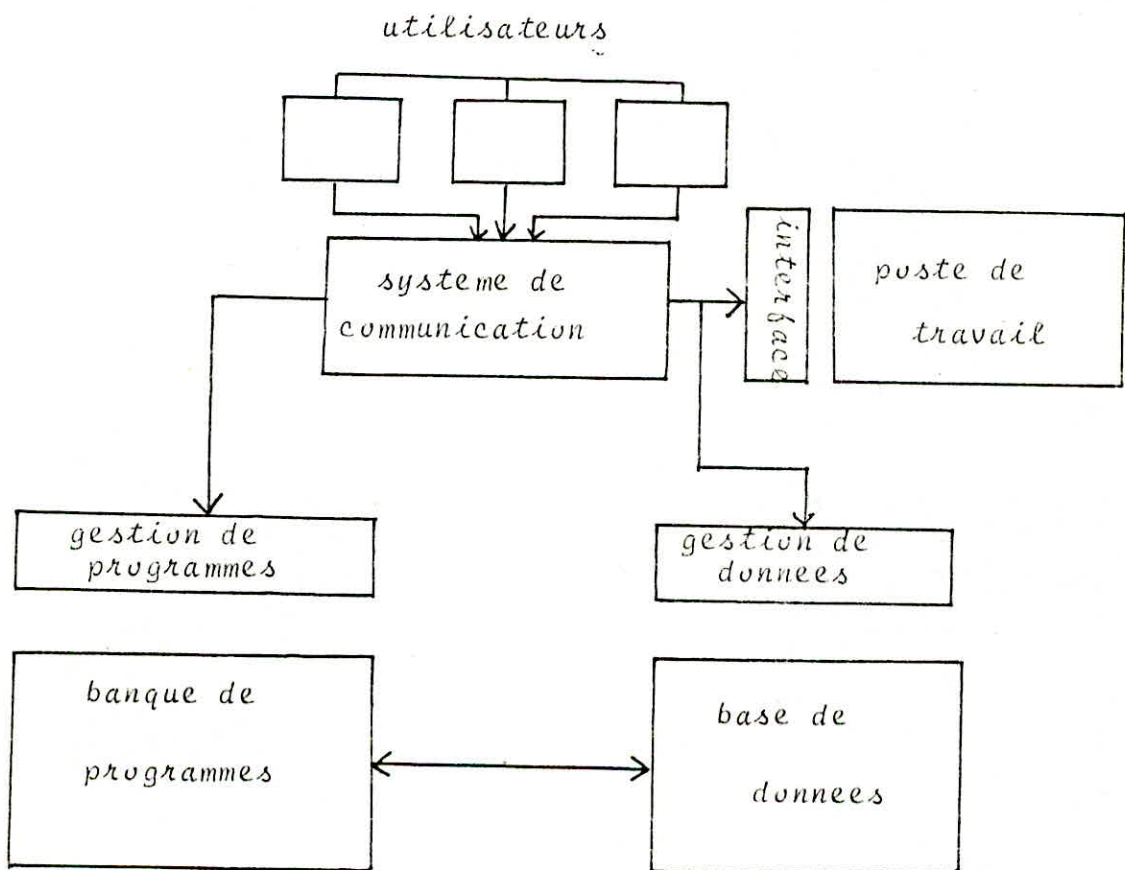 utilisateurs
systeme de
communication
interface
poste de
travail
gestion de
programmes
gestion de
donnees
banque de
programmes
base de
donnees